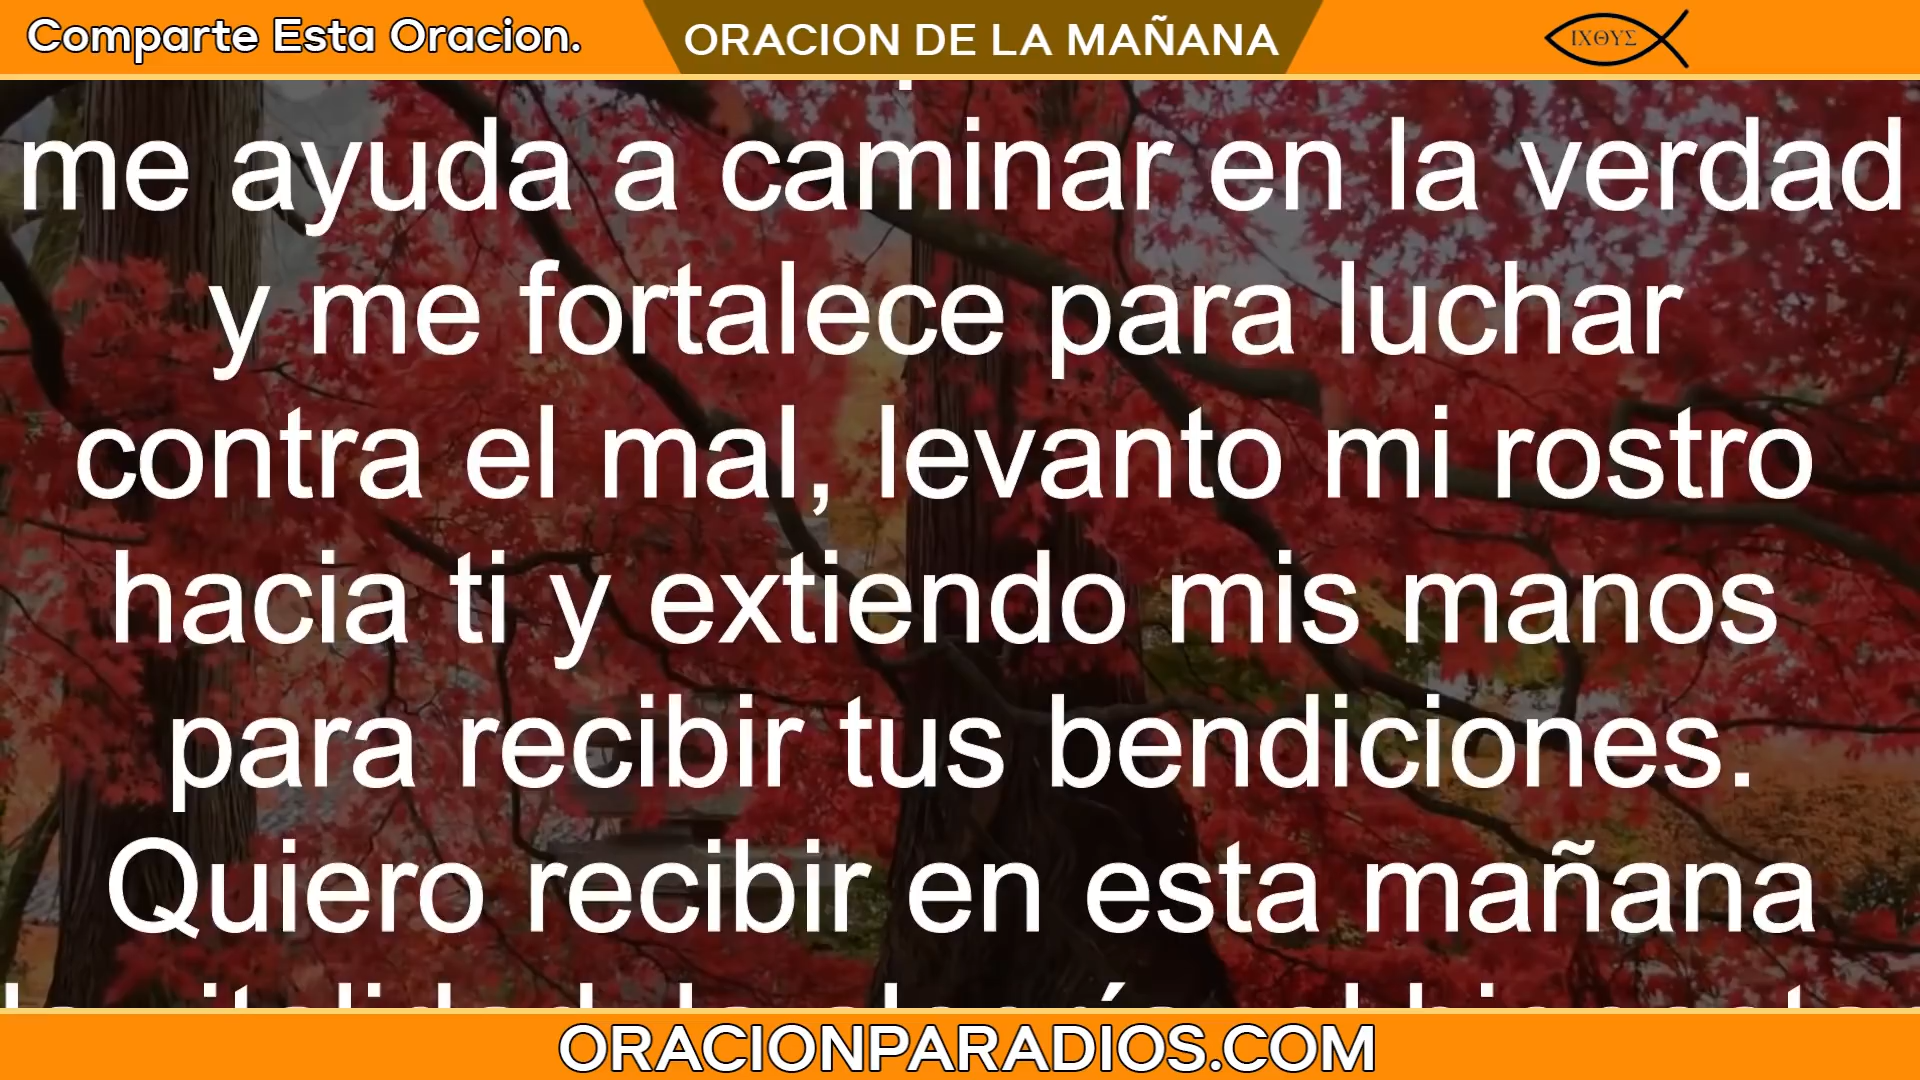 Comparte Esta Oracion.
ORACION DE LA MAÑANA
ΙΧΘΥΣ
me ayuda a caminar en la verdad
y me fortalece para luchar
contra el mal, levanto mi rostro
hacia ti y extiendo mis manos
para recibir tus bendiciones.
Quiero recibir en esta mañana
ORACIONPARADIOS.COM